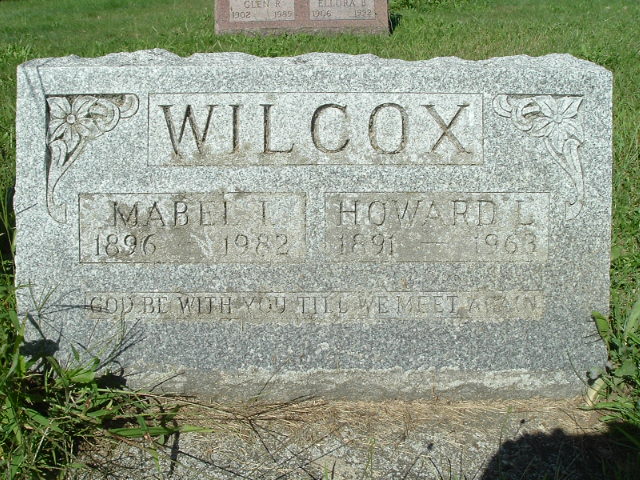 GLEN R. ELLORA B.
1902 1985 1906 1922
WILCOX
MABEL I. HOWARD L.
1896 — 1982 1891 — 1963
GOD BE WITH YOU TILL WE MEET AGAIN